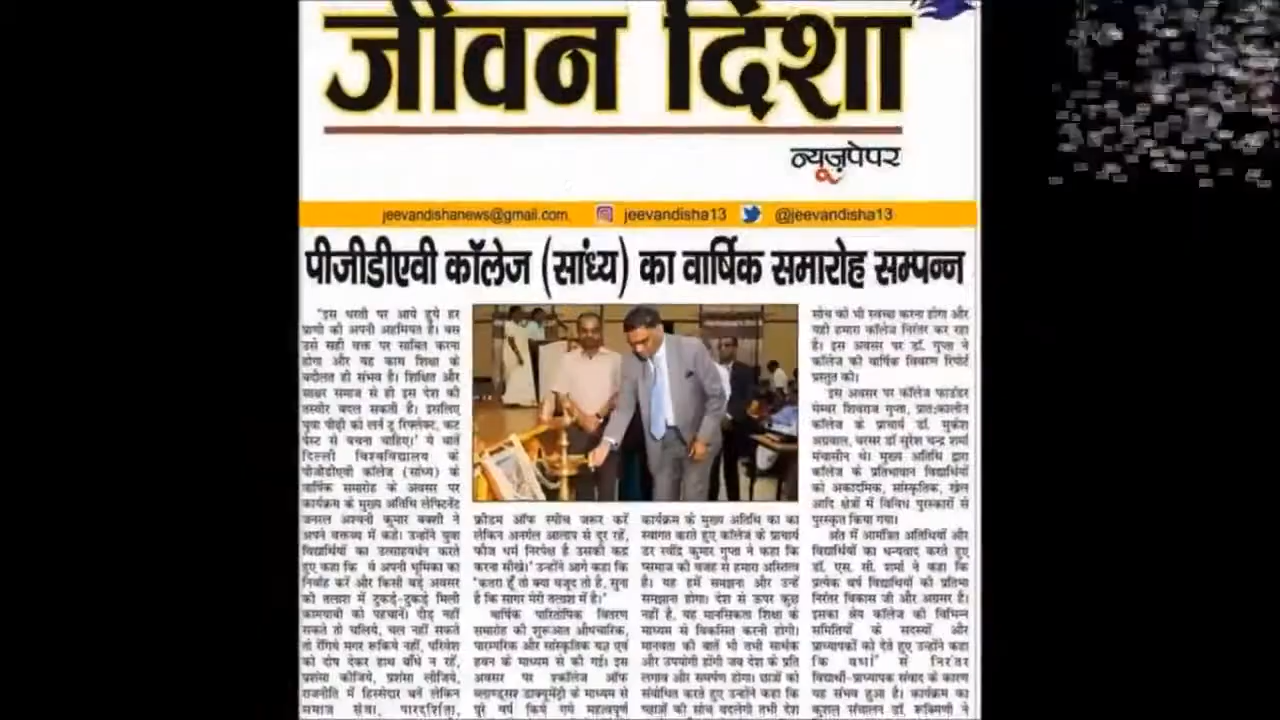 जीवन दिशा
न्यूज़पेपर
jeevandishanews@gmail.com jeevandisha13 @jeevandisha13
पीजीडीएवी कॉलेज (सांध्य) का वार्षिक समारोह सम्पन्न
"इस धरती पर आये हुये हर
प्राणी की अपनी अहमियत है। बस
उसे सही वक्त पर साबित करना
होगा और यह काम शिक्षा के
बदौलत ही संभव है। शिक्षित और
साक्षर समाज से ही इस देश की
तस्वीर बदल सकती है। इसलिए
युवा पीढ़ी को लर्न टू रिफ्लेक्ट, कट
पेस्ट से बचना चाहिए।' ये बातें
दिल्ली विश्वविद्यालय के
पीजीडीएवी कॉलेज (सांध्य) के
वार्षिक समारोह के अवसर पर
कार्यक्रम के मुख्य अतिथि लेफ्टिनेंट
जनरल अश्वनी कुमार बक्शी ने
अपने वक्तव्य में कहे। उन्होंने युवा
विद्यार्थियों का उत्साहवर्धन करते
हुए कहा कि वे अपनी भूमिका का
निर्वाह करें और किसी बड़े अवसर
की तलाश में टुकड़े-टुकड़े मिली
कामयाबी को पहचानें। दौड़ नहीं
सकते तो चलिये, चल नहीं सकते
तो रेंगिये मगर रूकिये नहीं, परिवेश
को दोष देकर हाथ बाँधे न रहें,
प्रशंसा कीजिये, प्रशंसा लीजिये,
राजनीति में हिस्सेदार बनें लेकिन
समाज सेवा, पारदर्शिता,
फ्रीडम ऑफ स्पीच जरूर करें
लेकिन अनर्गल आलाप से दूर रहें,
फौज धर्म निरपेक्ष है उसकी कद्र
करना सीखें।' उन्होंने आगे कहा कि
"कतरा हूँ तो क्या वजूद तो है, सुना
है कि सागर मेरी तलाश में है।'
वार्षिक पारितोषिक वितरण
समारोह की शुरूआत औपचारिक,
पारम्परिक और सांस्कृतिक यज्ञ एवं
हवन के माध्यम से की गई। इस
अवसर पर श्कॉलेज ऑफ
डाक्यूमेंट्री के माध्यम से
पूरे वर्ष किये गये महत्वपूर्ण
कार्यक्रम के मुख्य अतिथि का का
स्वागत करते हुए कॉलेज के प्राचार्य
डर रवींद्र कुमार गुप्ता ने कहा कि
प्समाज की वजह से हमारा अस्तित्व
है। यह हमें समझना और उन्हें
समझाना होगा। देश से ऊपर कुछ
नहीं है, यह मानसिकता शिक्षा के
माध्यम से विकसित करनी होगी।
मानवता की बातें भी तभी सार्थक
और उपयोगी होंगी जब देश के प्रति
लगाव और समर्पण होगा। छात्रों को
संबोधित करते हुए उन्होंने कहा कि
की सोच बदलेगी तभी देश
सोच को भी स्वच्छ करना होगा और
यही हमारा कॉलेज निरंतर कर रहा
है। इस अवसर पर डॉ. गुप्ता ने
कॉलेज की वार्षिक विवरण रिपोर्ट
प्रस्तुत की।
इस अवसर पर कॉलेज फाउंडर
मेम्बर शिवराज गुप्ता, प्रातःकालीन
कॉलेज के प्राचार्य डॉ. मुकेश
अग्रवाल, बरसर डॉ सुरेश चन्द्र शर्मा
मंचासीन थे। मुख्य अतिथि द्वारा
कॉलेज के प्रतिभावान विद्यार्थियों
को अकादमिक, सांस्कृतिक, खेल
आदि क्षेत्रों में विविध पुरस्कारों से
पुरस्कृत किया गया।
अंत में आमंत्रित अतिथियों और
विद्यार्थियों का धन्यवाद करते हुए
डॉ. एस. सी. शर्मा ने कहा कि
प्रत्येक वर्ष विद्यार्थियों की प्रतिभा
निरंतर विकास की और अग्रसर है।
इसका श्रेय कॉलेज की विभिन्न
समितियों के सदस्यों और
प्राध्यापकों को देते हुए उन्होंने कहा
कि वर्षा" से निरंतर
विद्यार्थी-प्राध्यापक संवाद के कारण
यह संभव हुआ है। कार्यक्रम का
कुशल संचालन डॉ. रूक्मिणी ने